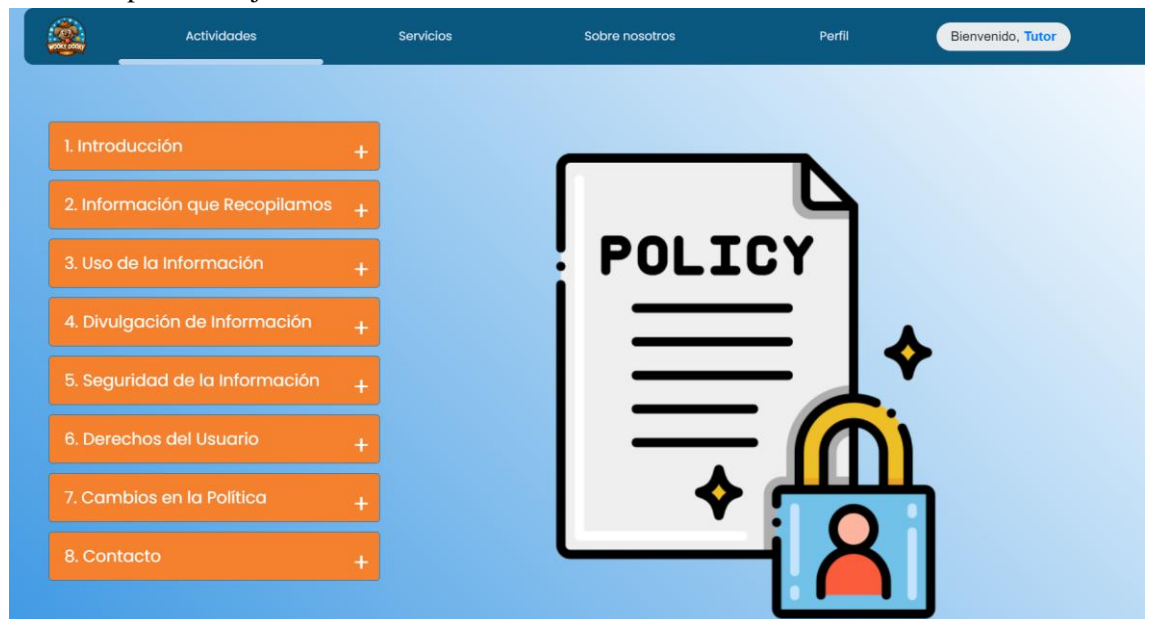 WOOKY DOOKY
Actividades
Servicios
Sobre nosotros
Perfil
Bienvenido, Tutor
1. Introducción
+
2. Información que Recopilamos
+
3. Uso de la Información
+
4. Divulgación de Información
+
5. Seguridad de la Información
+
6. Derechos del Usuario
+
7. Cambios en la Política
+
8. Contacto
+
POLICY